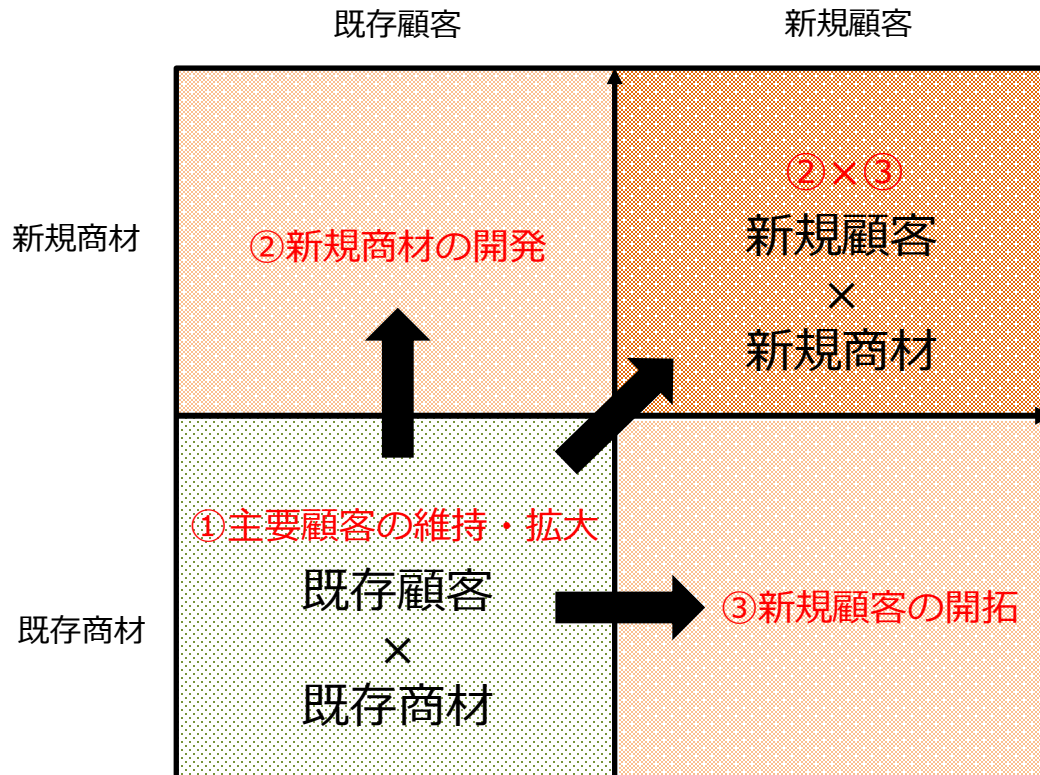 既存顧客
新規顧客
新規商材
②新規商材の開発
②×③
新規顧客
×
新規商材
既存商材
①主要顧客の維持・拡大
既存顧客
×
既存商材
③新規顧客の開拓